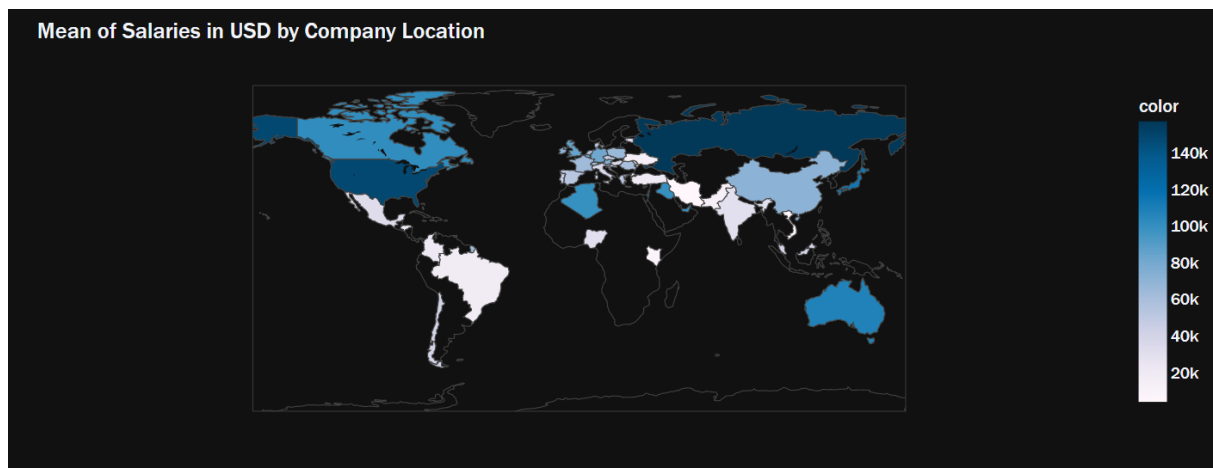 Mean of Salaries in USD by Company Location
color
140k
120k
100k
80k
60k
40k
20k